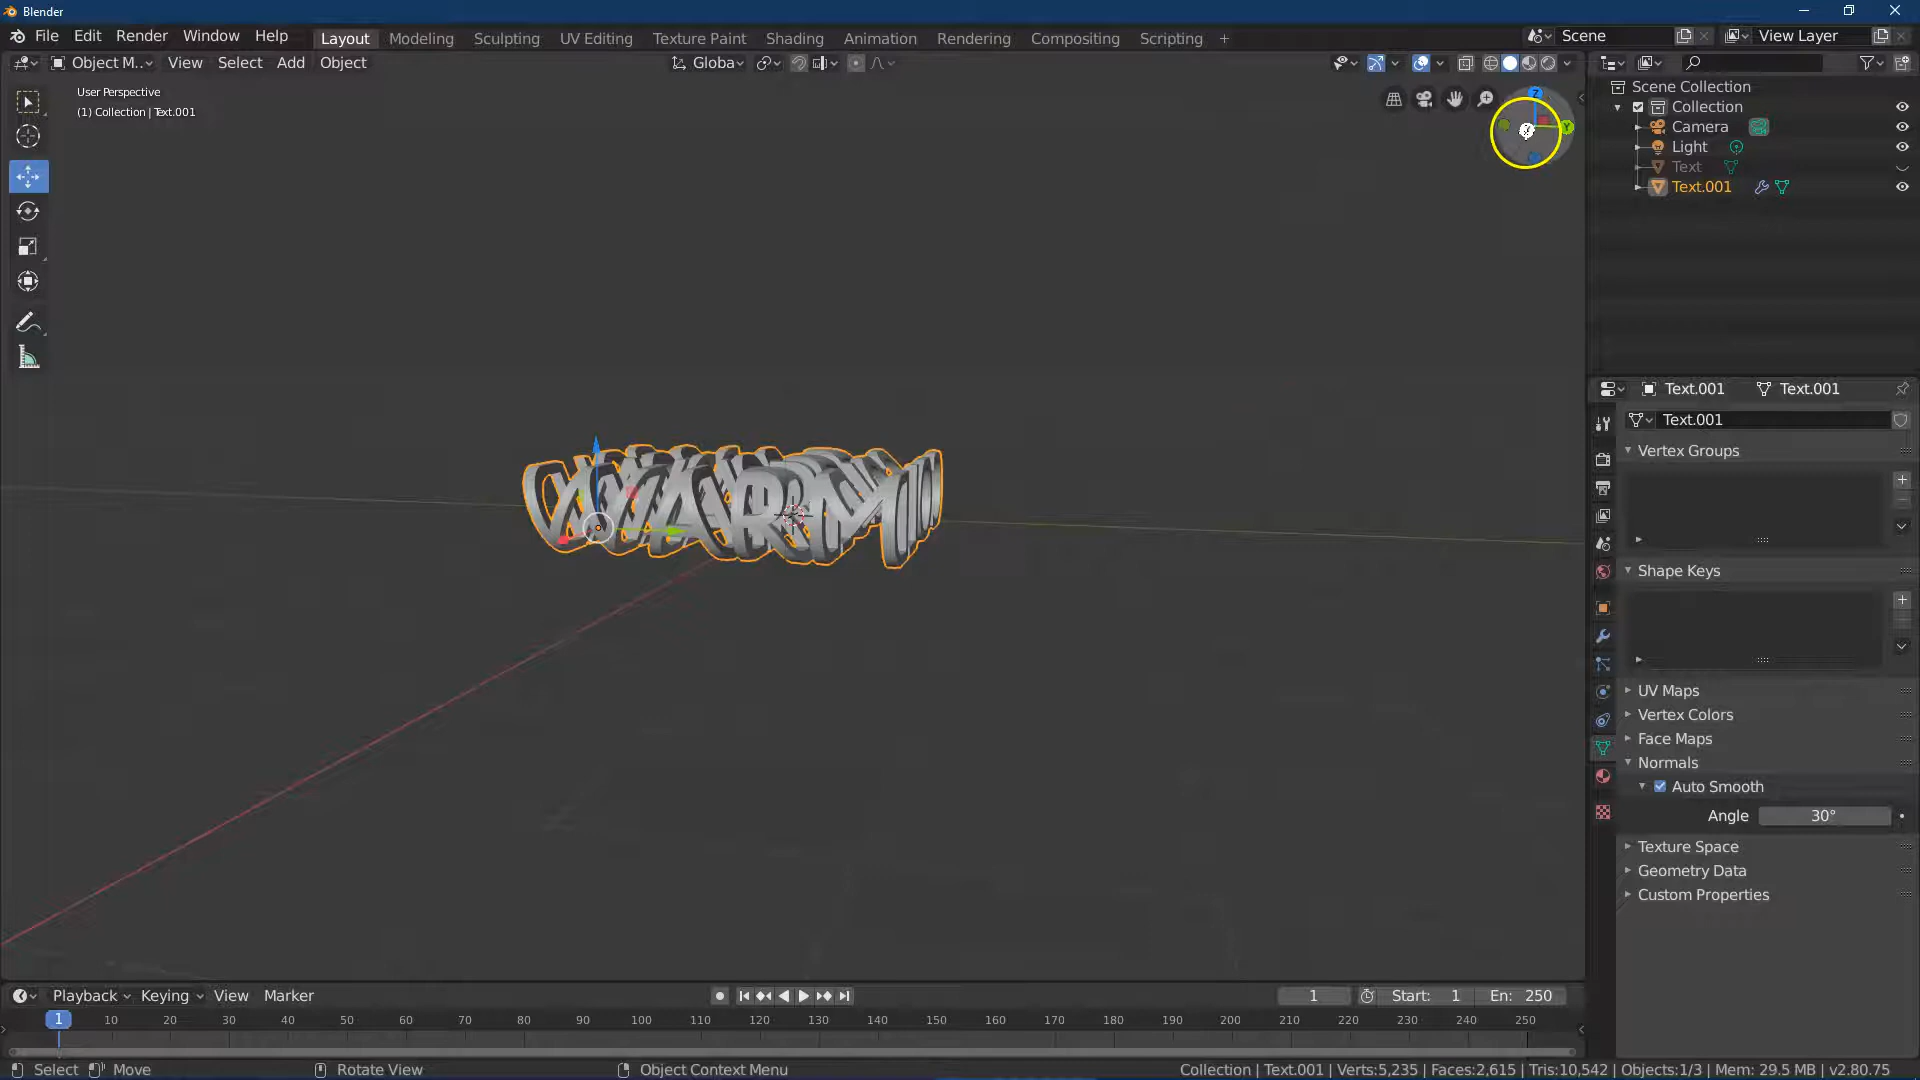 Blender
File Edit Render Window Help Layout Modeling Sculpting UV Editing Texture Paint Shading Animation Rendering Compositing Scripting + Scene View Layer
Object M.. View Select Add Object Globa
User Perspective
(1) Collection | Text.001
Z
Y
X
Scene Collection
Collection
Camera
Light
Text
Text.001
Text.001 Text.001
Text.001
Vertex Groups
Shape Keys
UV Maps
Vertex Colors
Face Maps
Normals
Auto Smooth
Angle 30°
Texture Space
Geometry Data
Custom Properties
Playback Keying View Marker 1 Start: 1 En: 250
1 10 20 30 40 50 60 70 80 90 100 110 120 130 140 150 160 170 180 190 200 210 220 230 240 250
Select Move Rotate View Object Context Menu Collection | Text.001 | Verts:5,235 | Faces:2,615 | Tris:10,542 | Objects:1/3 | Mem: 29.5 MB | v2.80.75